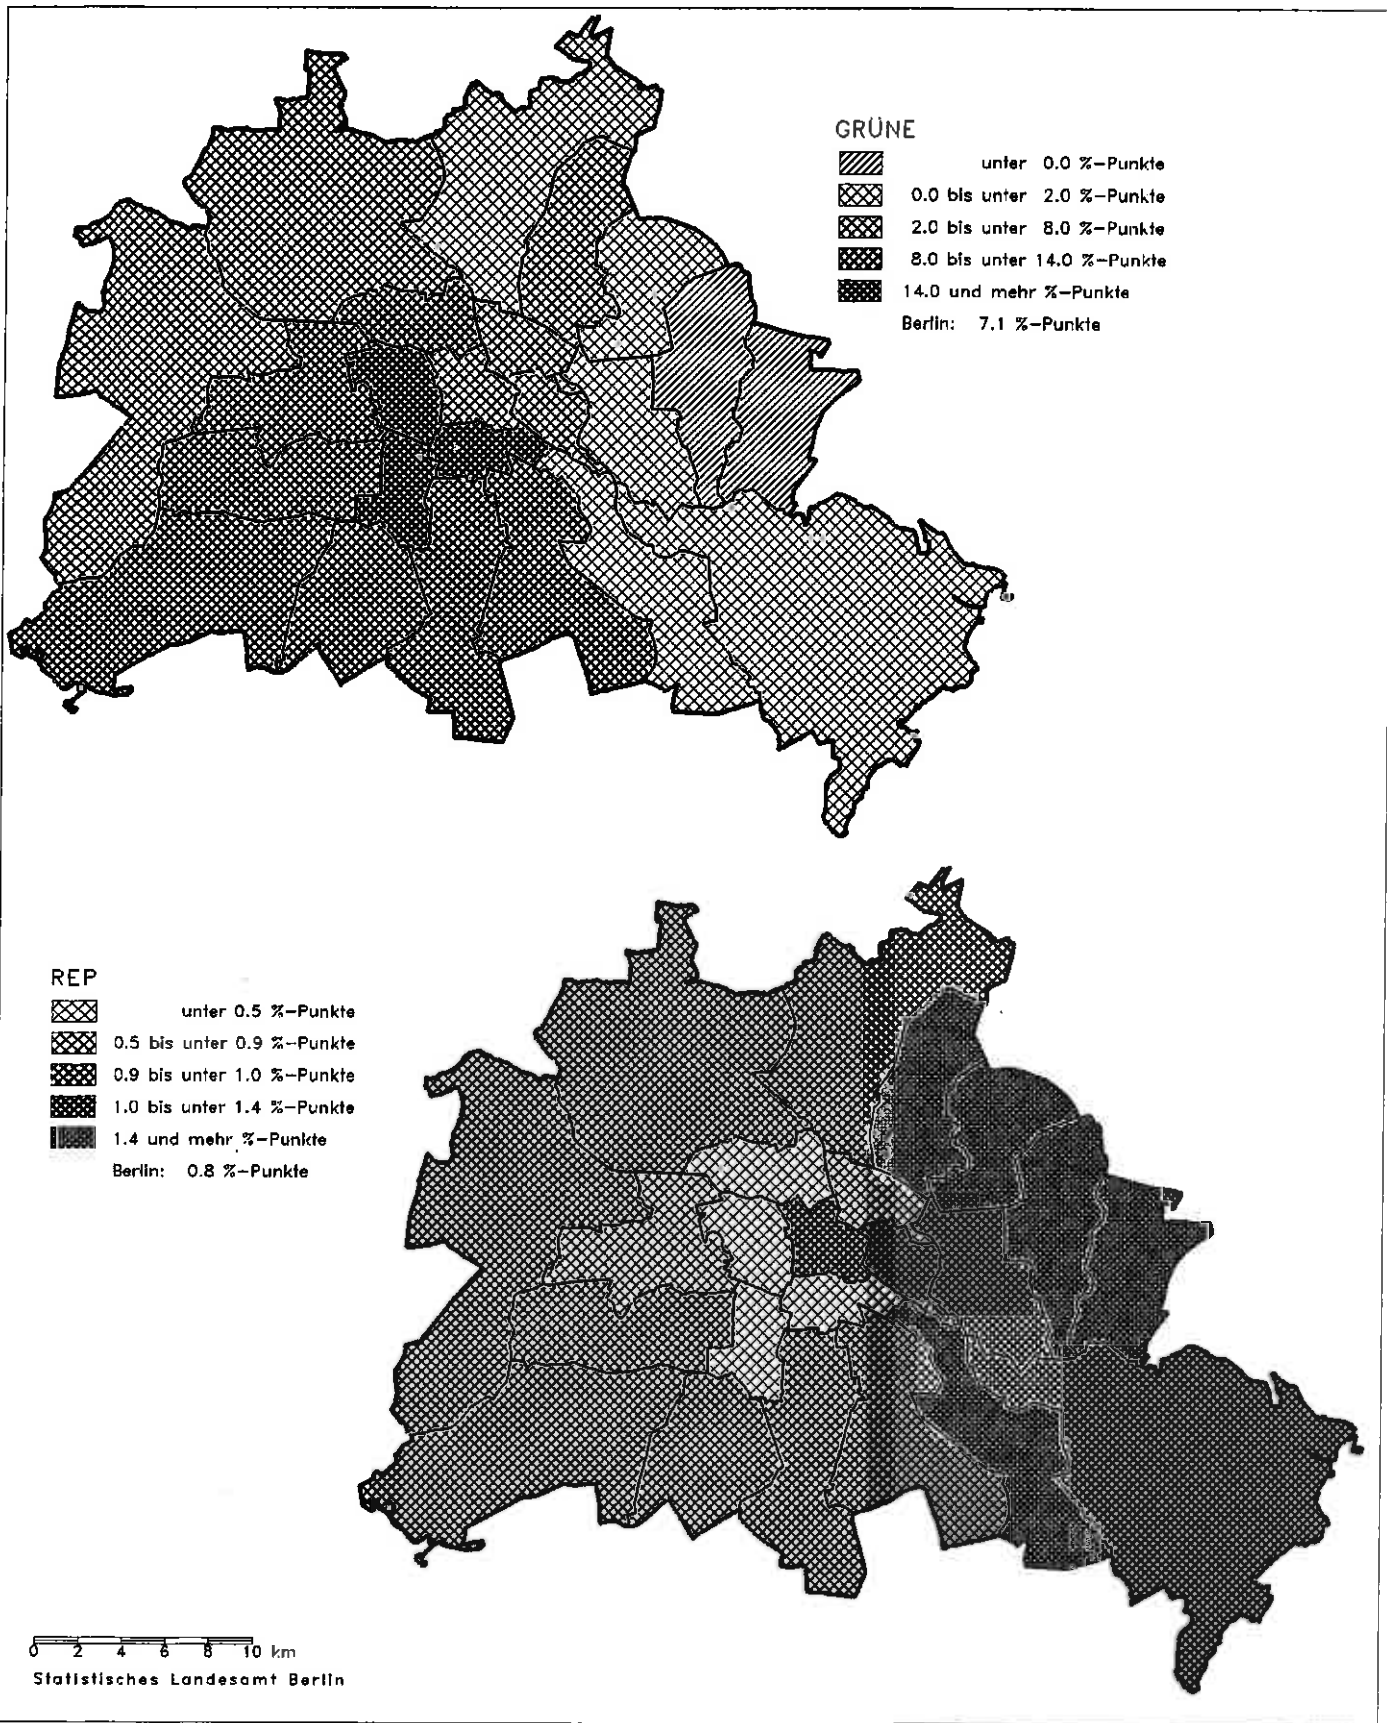 GRÜNE
unter 0.0 %-Punkte
0.0 bis unter 2.0 %-Punkte
2.0 bis unter 8.0 %-Punkte
8.0 bis unter 14.0 %-Punkte
14.0 und mehr %-Punkte
Berlin: 7.1 %-Punkte
REP
unter 0.5 %-Punkte
0.5 bis unter 0.9 %-Punkte
0.9 bis unter 1.0 %-Punkte
1.0 bis unter 1.4 %-Punkte
1.4 und mehr %-Punkte
Berlin: 0.8 %-Punkte
0 2 4 6 8 10 km
Statistisches Landesamt Berlin